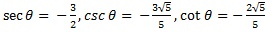 sec θ = −3/2, csc θ = −3√5/5, cot θ = −2√5/5